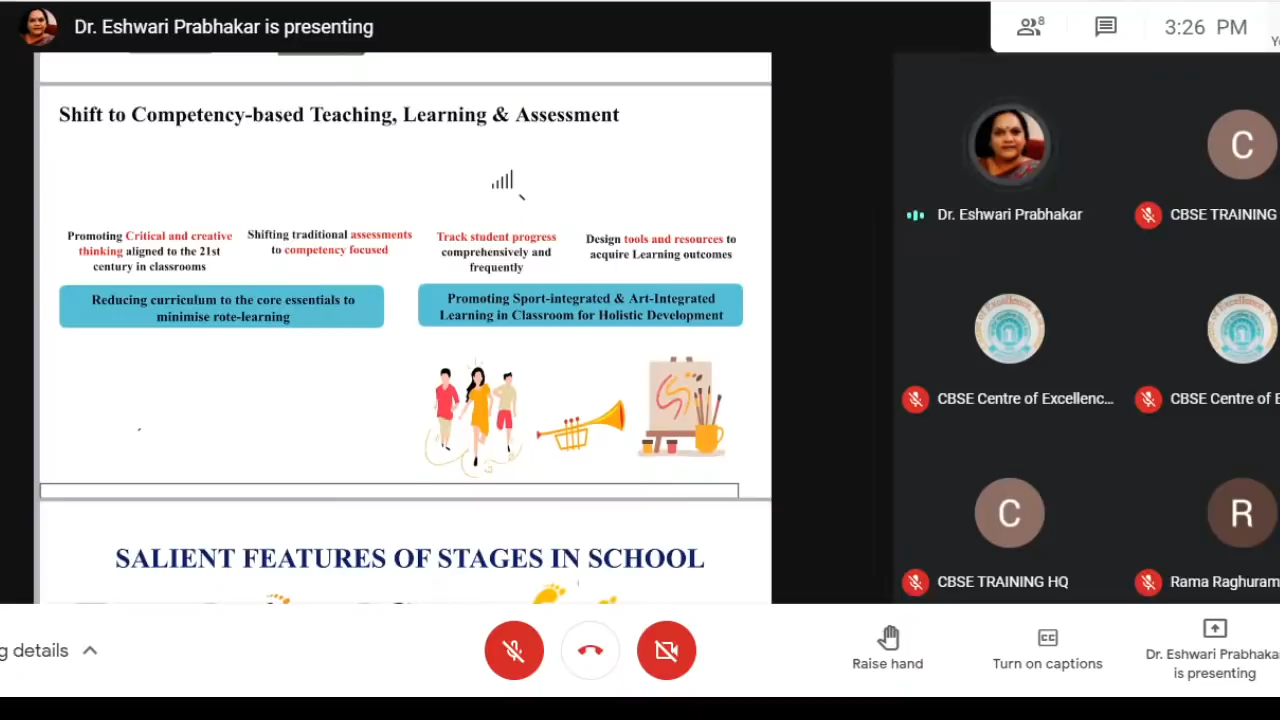 Dr. Eshwari Prabhakar is presenting
8
3:26 PM
Shift to Competency-based Teaching, Learning & Assessment
Promoting Critical and creative
thinking aligned to the 21st
century in classrooms
Shifting traditional assessments
to competency focused
Track student progress
comprehensively and
frequently
Design tools and resources to
acquire Learning outcomes
Reducing curriculum to the core essentials to
minimise rote-learning
Promoting Sport-integrated & Art-Integrated
Learning in Classroom for Holistic Development
SALIENT FEATURES OF STAGES IN SCHOOL
C
Dr. Eshwari Prabhakar
CBSE TRAINING
CBSE Centre of Excellenc...
CBSE Centre of E
C
R
CBSE TRAINING HQ
Rama Raghuram
g details
Raise hand
CC
Turn on captions
Dr. Eshwari Prabhaka
is presenting